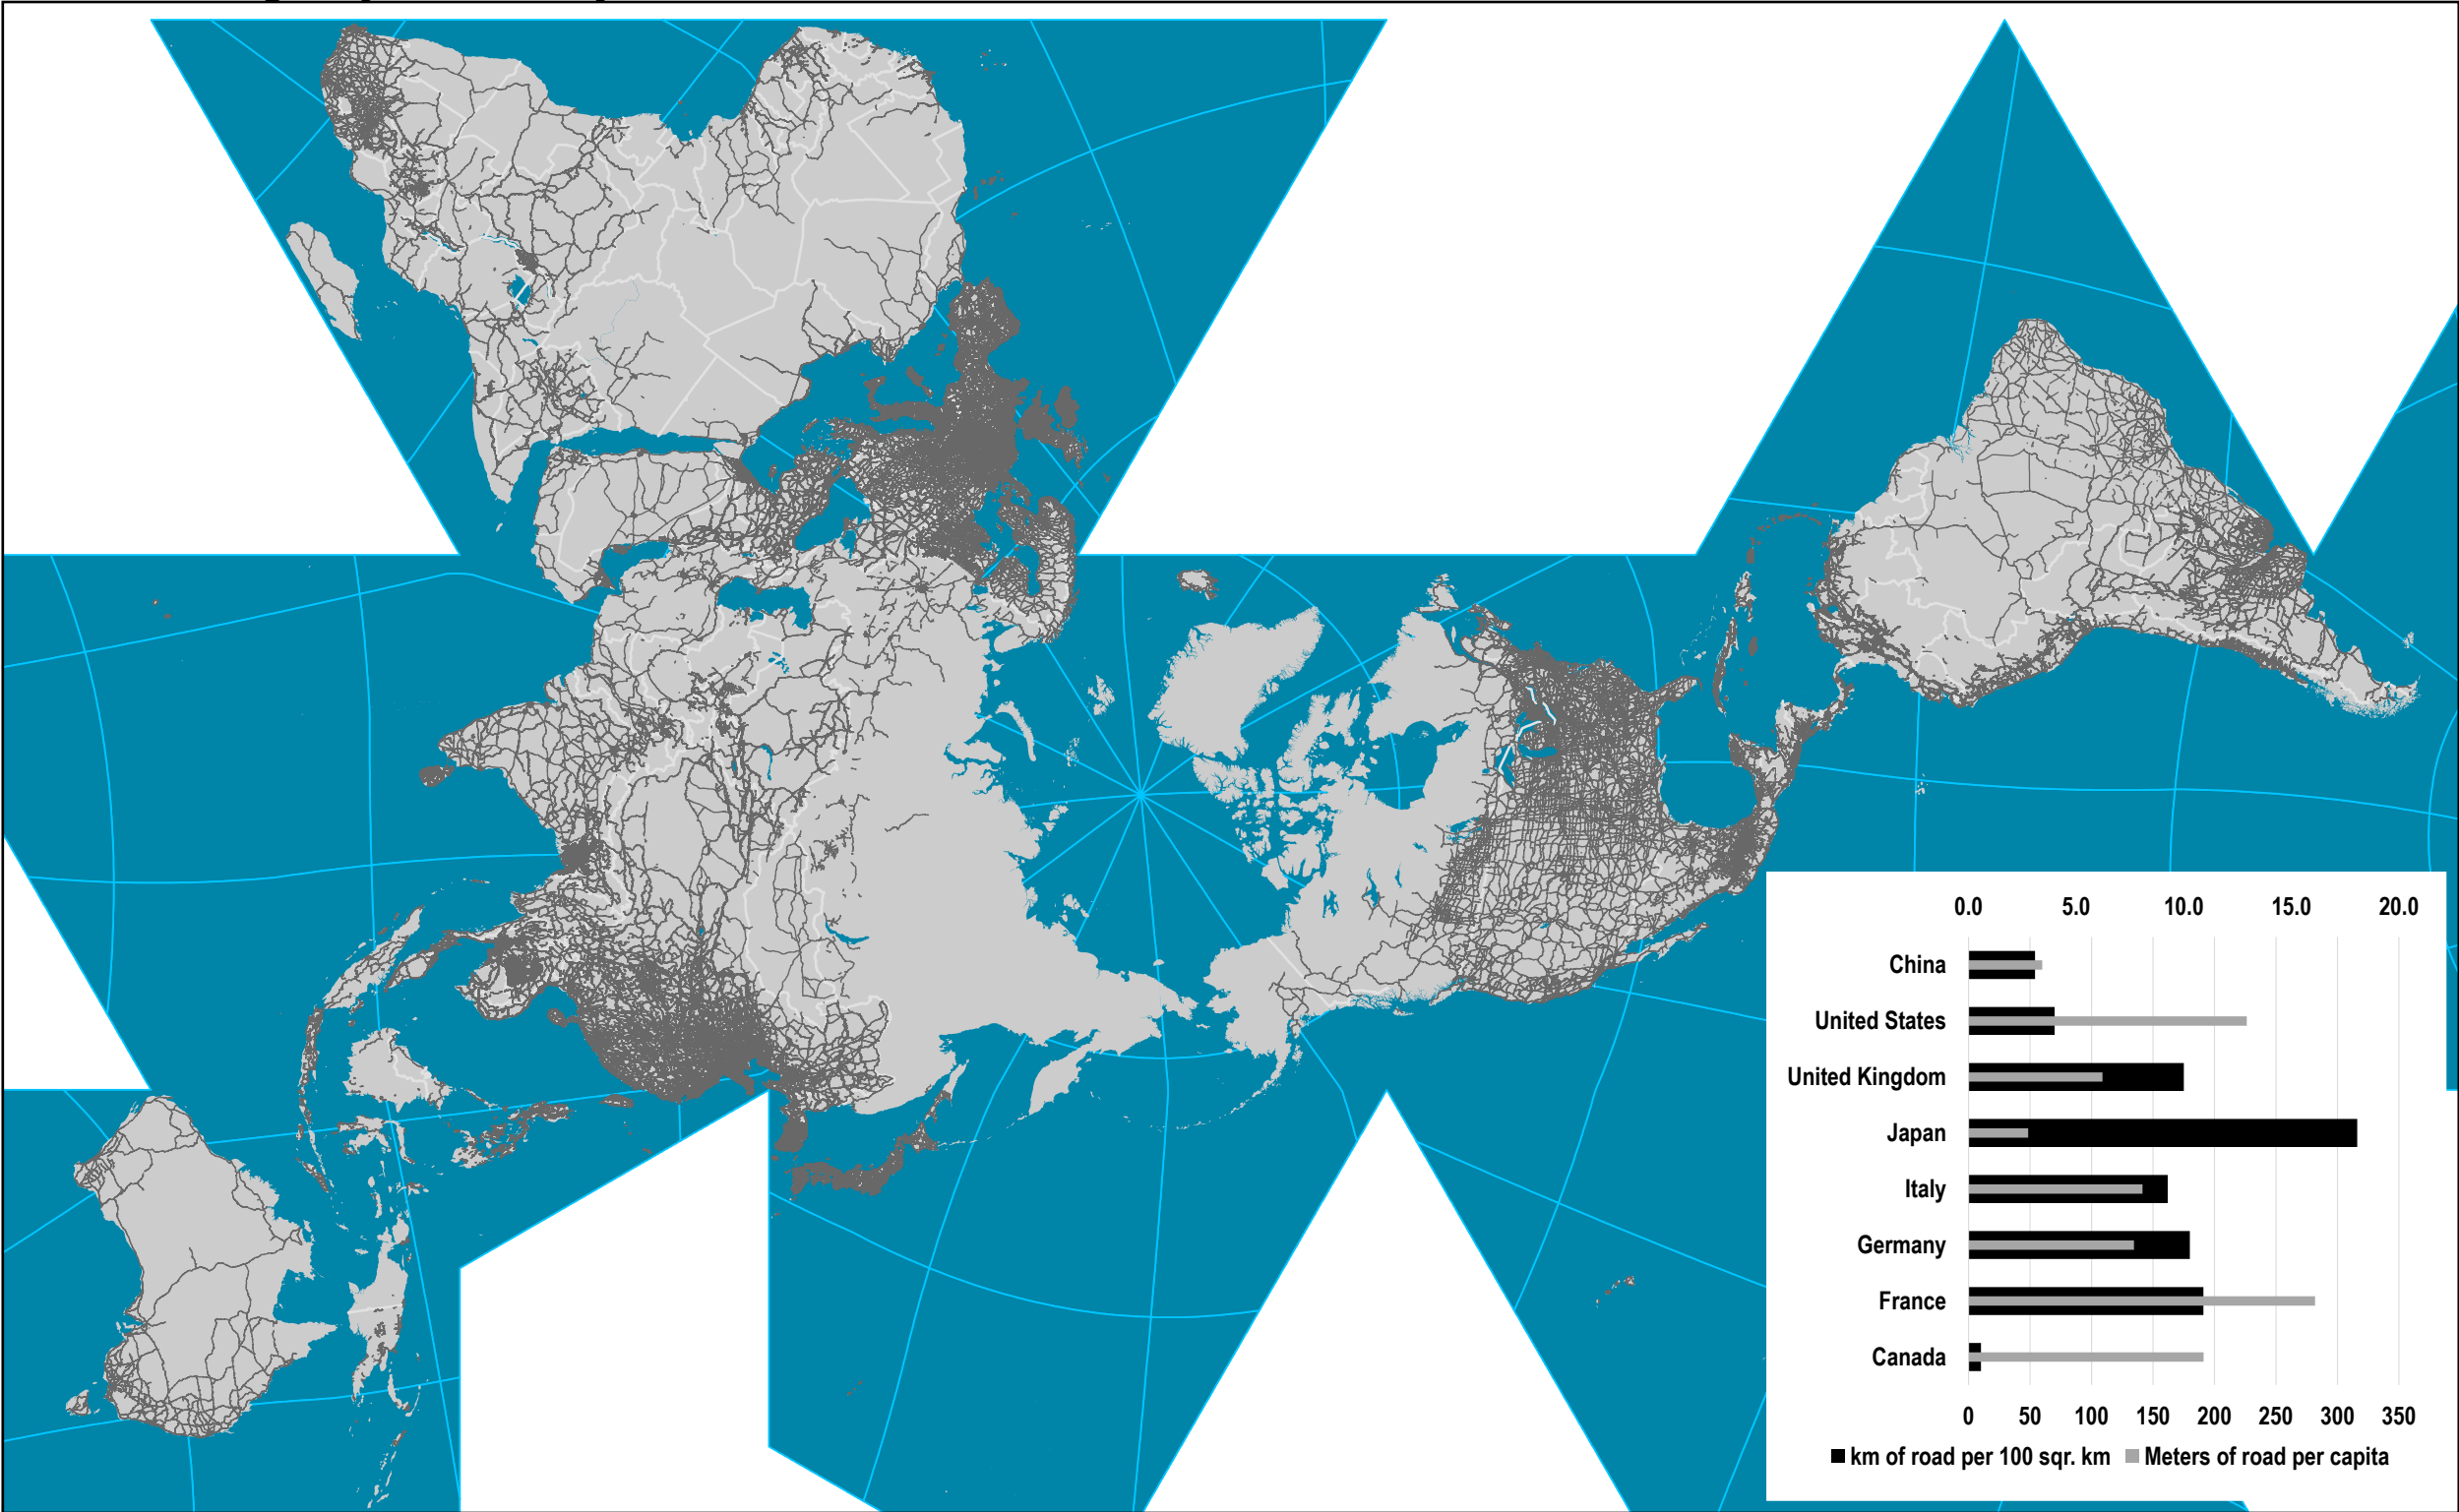 0.0 5.0 10.0 15.0 20.0
China
United States
United Kingdom
Japan
Italy
Germany
France
Canada
0 50 100 150 200 250 300 350
km of road per 100 sqr. km Meters of road per capita